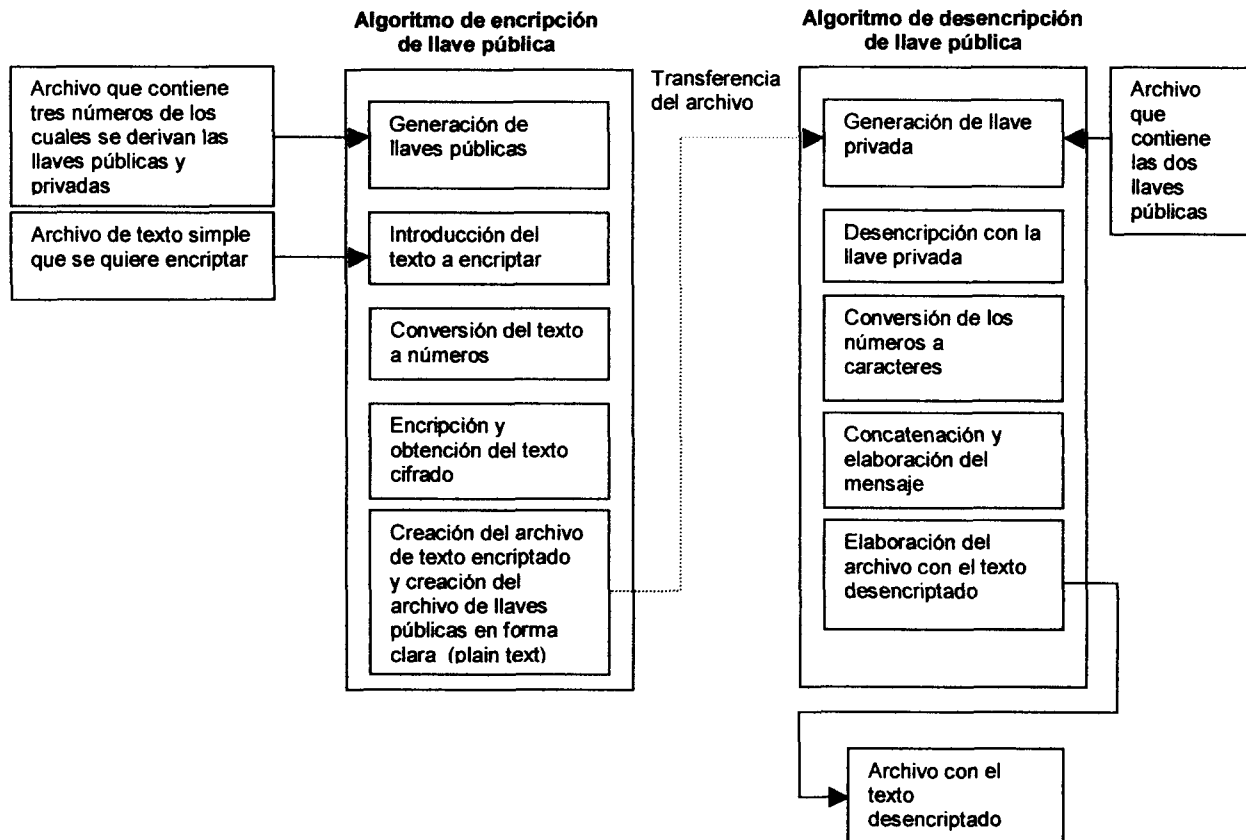 Algoritmo de encripción
de llave pública
Archivo que contiene
tres números de los
cuales se derivan las
llaves públicas y
privadas
Archivo de texto simple
que se quiere encriptar
Generación de
llaves públicas
Introducción del
texto a encriptar
Conversión del texto
a números
Encripción y
obtención del texto
cifrado
Creación del archivo
de texto encriptado
y creación del
archivo de llaves
públicas en forma
clara (plain text)
Transferencia
del archivo
Algoritmo de desencripción
de llave pública
Generación de llave
privada
Desencripción con la
llave privada
Conversión de los
números a
caracteres
Concatenación y
elaboración del
mensaje
Elaboración del
archivo con el texto
desencriptado
Archivo
que
contiene
las dos
llaves
públicas
Archivo con el
texto
desencriptado